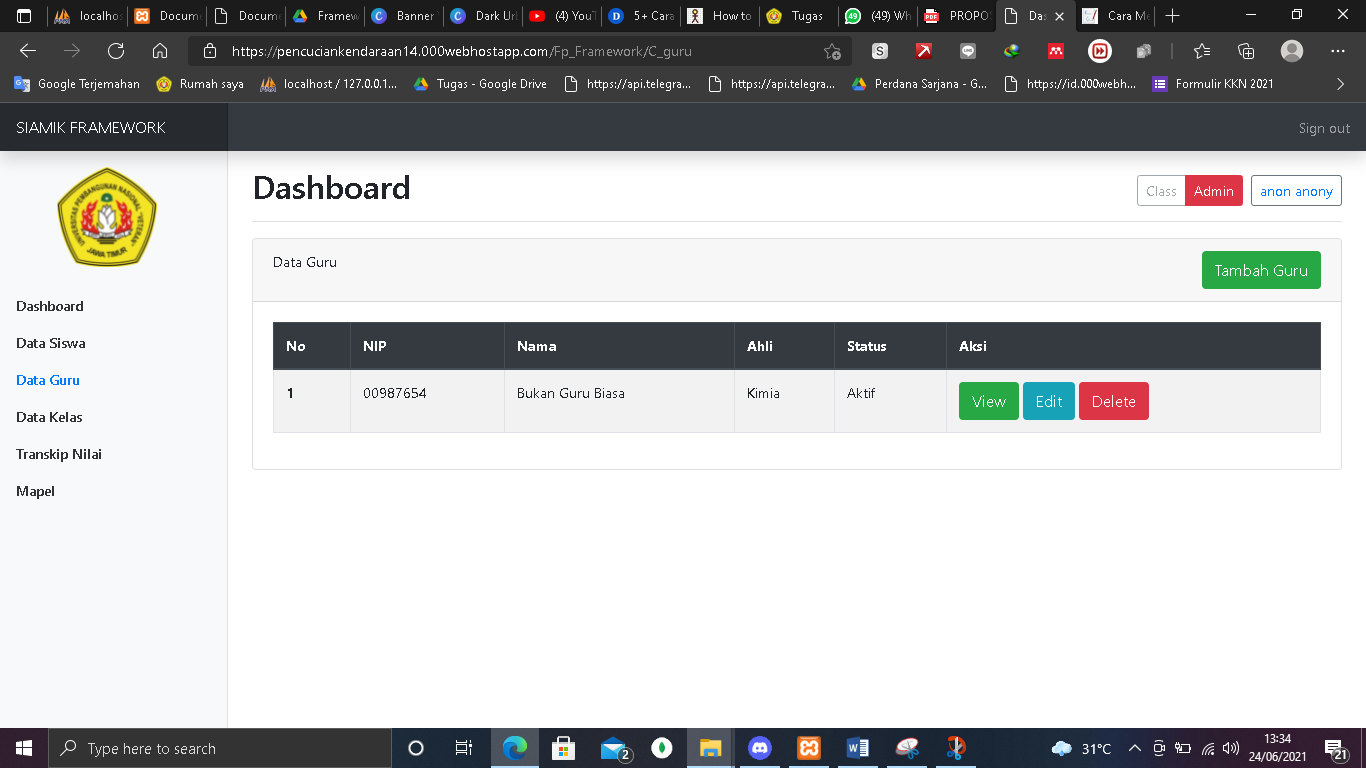 localhos
Docume
Docume
Framew
Banner
Dark Ur
(4) YouT
5+ Cara
How to
Tugas
(49) Wh
PROPO
Das
Cara Me
https://pencuciankendaraan14.000webhostapp.com/Fp_Framework/C_guru
Google Terjemahan
Rumah saya
localhost / 127.0.0.1...
Tugas - Google Drive
https://api.telegra...
https://api.telegra...
Perdana Sarjana - G...
https://id.000webh...
Formulir KKN 2021
SIAMIK FRAMEWORK
Sign out
UNIVERSITAS PEMBANGUNAN NASIONAL "VETERAN"
JAWA TIMUR
Dashboard
Class Admin anon anony
Dashboard
Data Siswa
Data Guru
Data Kelas
Transkip Nilai
Mapel
Data Guru
Tambah Guru
No NIP Nama Ahli Status Aksi
1 00987654 Bukan Guru Biasa Kimia Aktif View Edit Delete
Type here to search
2
31°C
13:34
24/06/2021
21